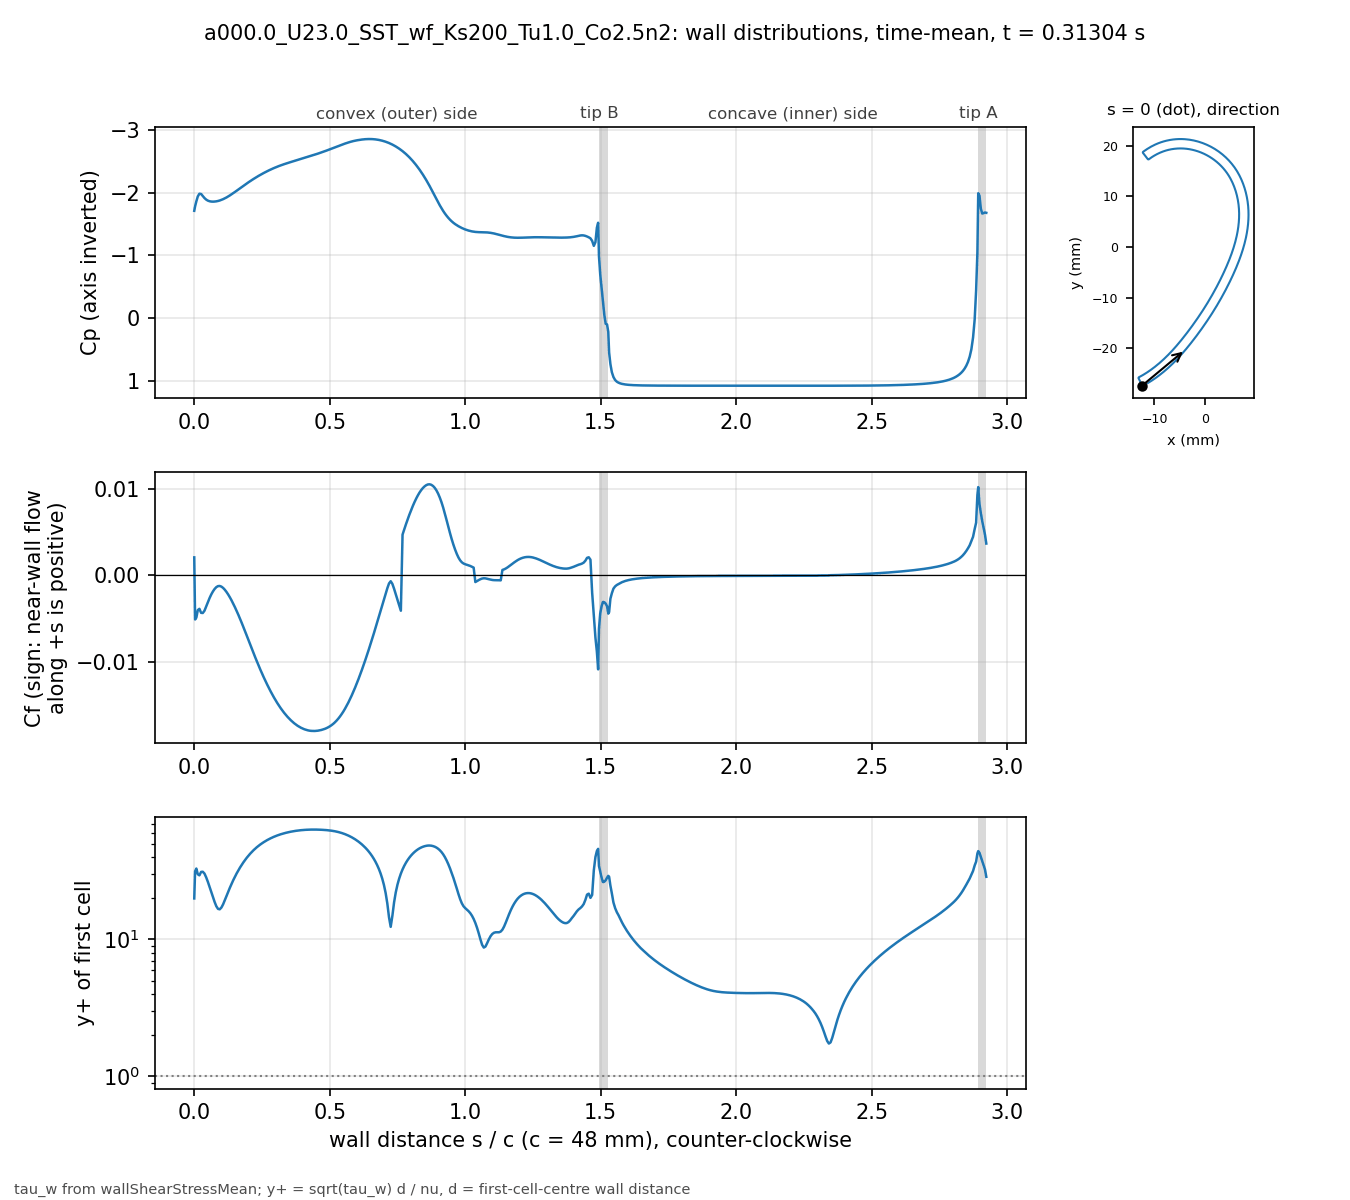 a000.0_U23.0_SST_wf_Ks200_Tu1.0_Co2.5n2: wall distributions, time-mean, t = 0.31304 s
convex (outer) side
tip B
concave (inner) side
tip A
s = 0 (dot), direction
Cp (axis inverted)
−3
−2
−1
0
1
0.0
0.5
1.0
1.5
2.0
2.5
3.0
y (mm)
20
10
0
−10
−20
−10
0
x (mm)
Cf (sign: near-wall flow
along +s is positive)
0.01
0.00
−0.01
0.0
0.5
1.0
1.5
2.0
2.5
3.0
y+ of first cell
10¹
10⁰
0.0
0.5
1.0
1.5
2.0
2.5
3.0
wall distance s / c (c = 48 mm), counter-clockwise
tau_w from wallShearStressMean; y+ = sqrt(tau_w) d / nu, d = first-cell-centre wall distance